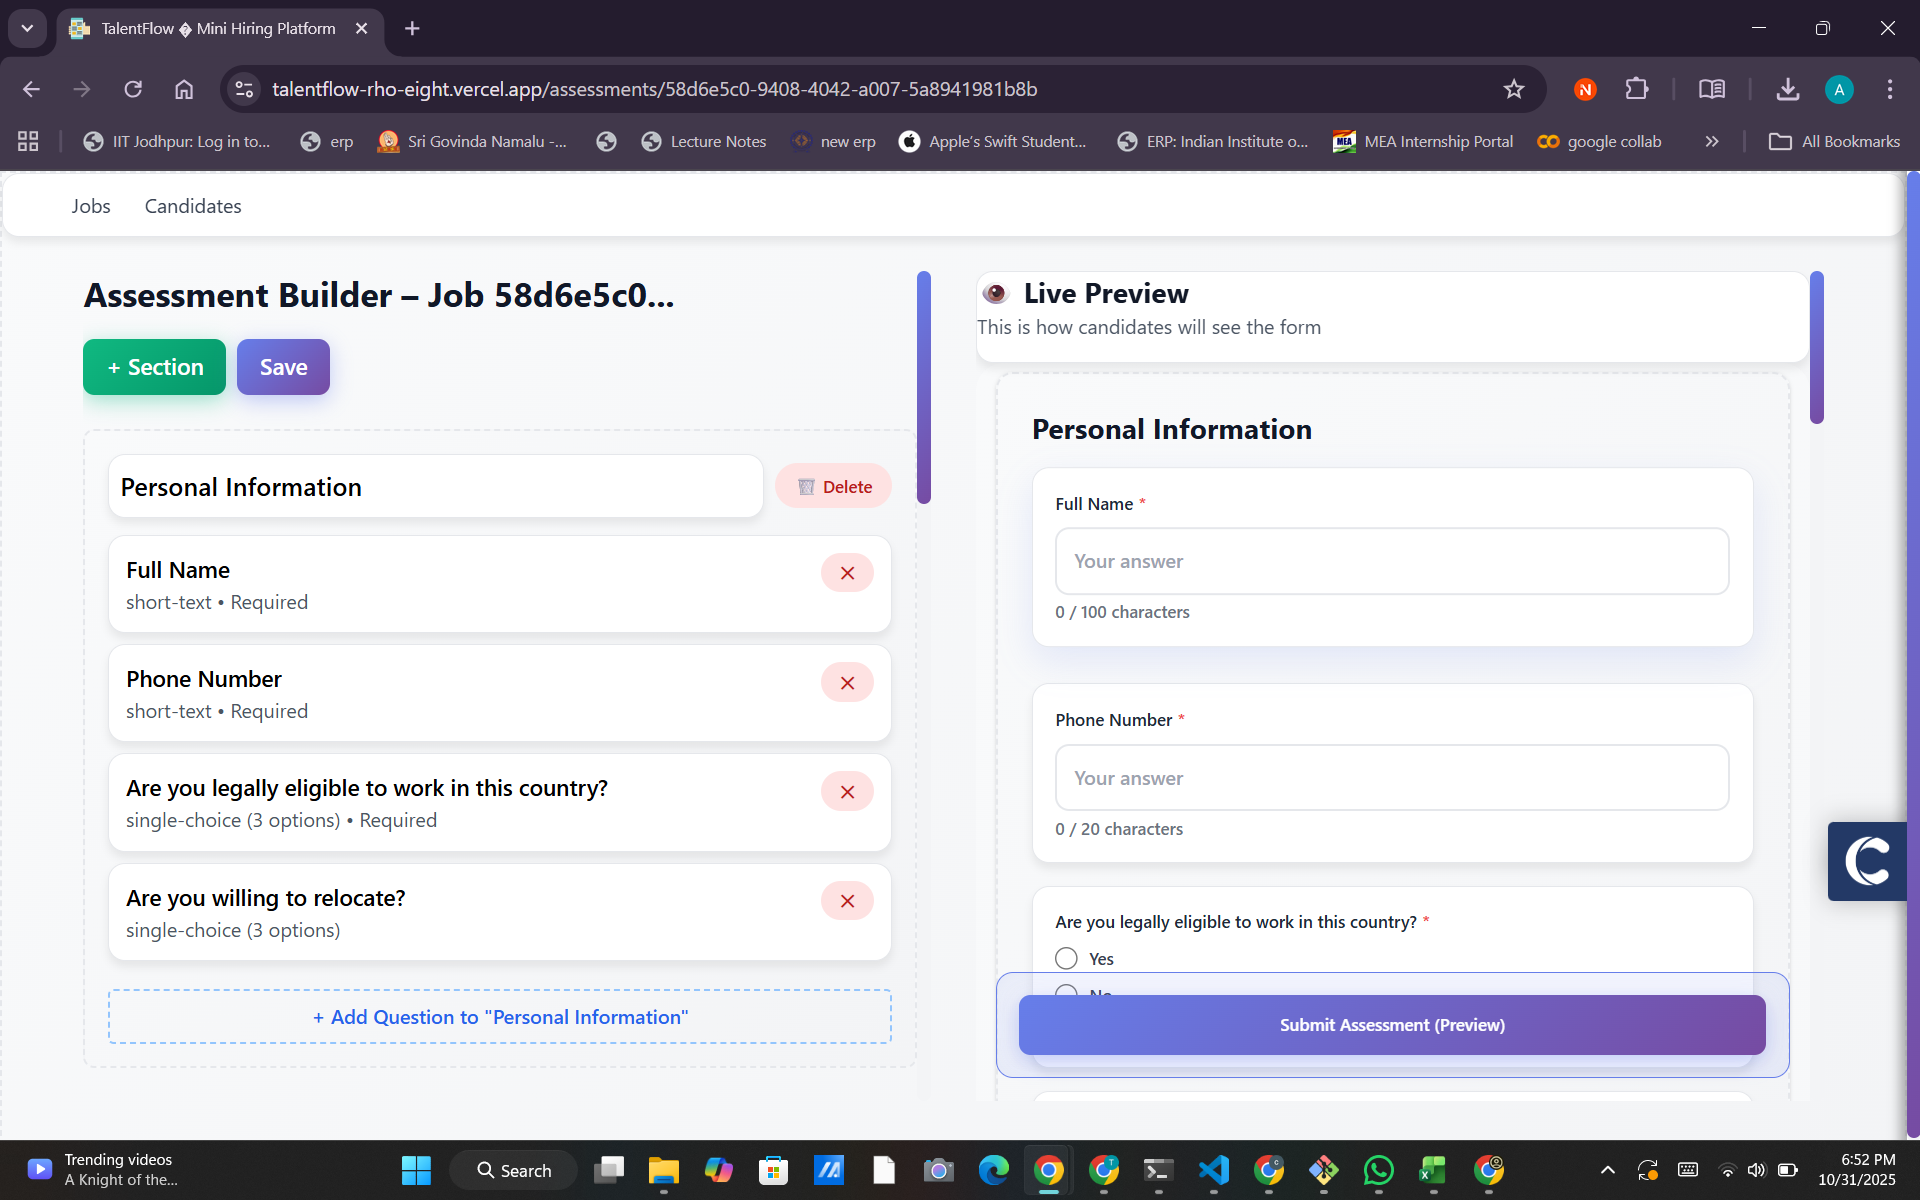 TalentFlow � Mini Hiring Platform
talentflow-rho-eight.vercel.app/assessments/58d6e5c0-9408-4042-a007-5a8941981b8b
N
A
IIT Jodhpur: Log in to...
erp
Sri Govinda Namalu -...
Lecture Notes
new erp
Apple's Swift Student...
ERP: Indian Institute o...
MEA
MEA Internship Portal
google collab
All Bookmarks
Jobs
Candidates
Assessment Builder – Job 58d6e5c0...
+ Section
Save
Personal Information
Delete
Full Name
short-text • Required
Phone Number
short-text • Required
Are you legally eligible to work in this country?
single-choice (3 options) • Required
Are you willing to relocate?
single-choice (3 options)
+ Add Question to "Personal Information"
Live Preview
This is how candidates will see the form
Personal Information
Full Name *
Your answer
0 / 100 characters
Phone Number *
Your answer
0 / 20 characters
Are you legally eligible to work in this country? *
Yes
No
Submit Assessment (Preview)
C
Trending videos
A Knight of the...
Search
6:52 PM
10/31/2025